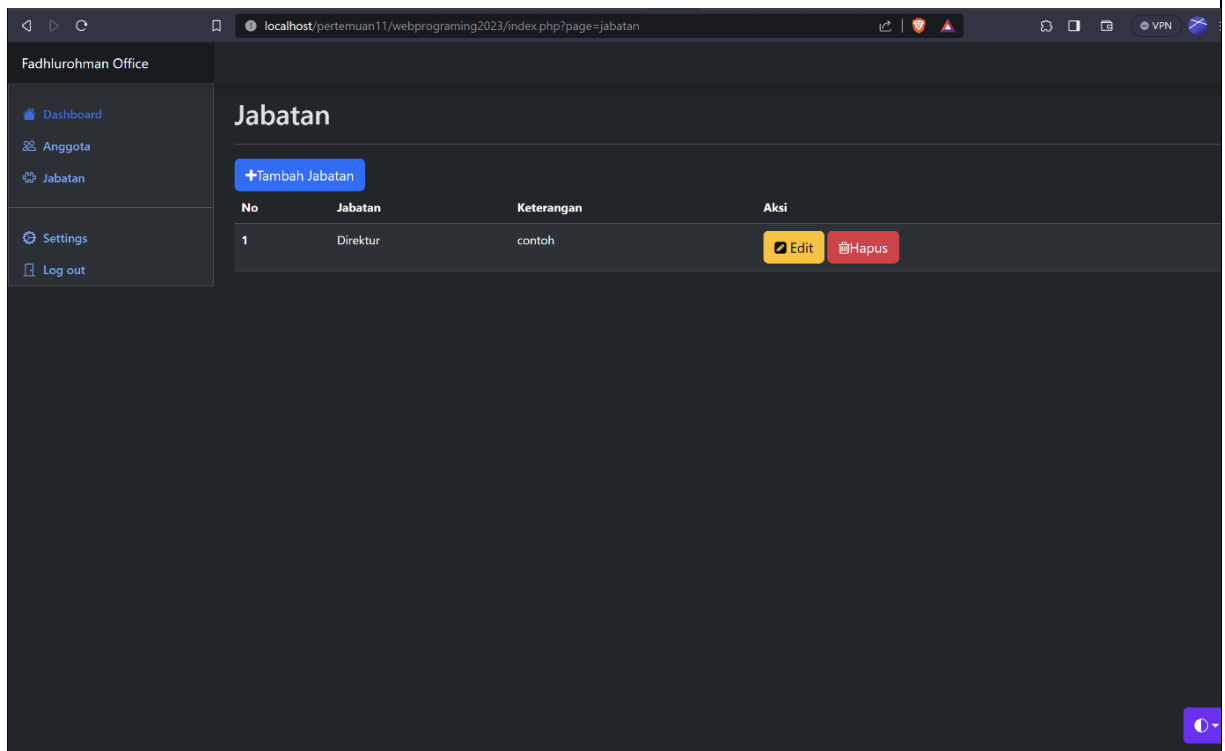 localhost/pertemuan11/webprograming2023/index.php?page=jabatan
VPN
Fadhlurohman Office
Dashboard
Anggota
Jabatan
Settings
Log out
Jabatan
Tambah Jabatan
No Jabatan Keterangan Aksi
1 Direktur contoh Edit Hapus